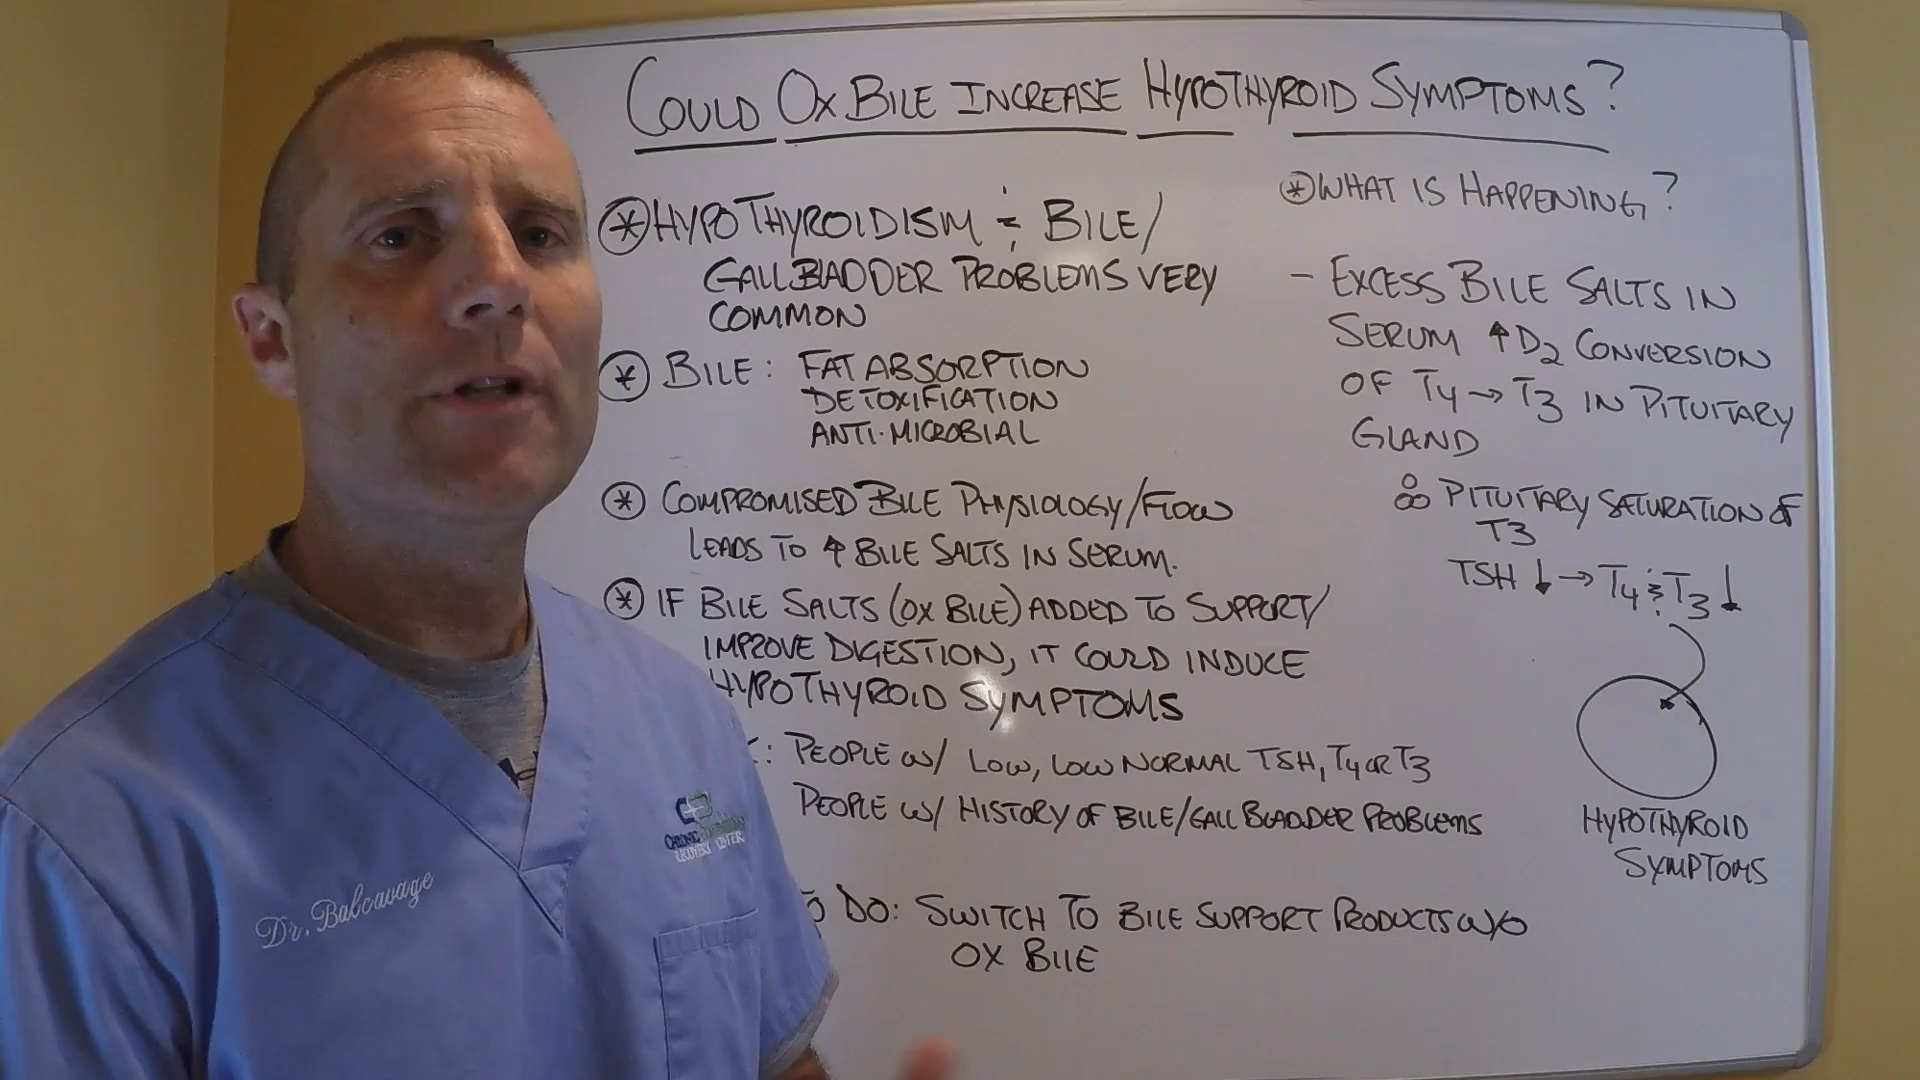 COULD OX BILE INCREASE HYPOTHYROID SYMPTOMS?
* HYPOTHYROIDISM & BILE/
GALLBLADDER PROBLEMS VERY
COMMON
* BILE: FAT ABSORPTION
DETOXIFICATION
ANTI-MICROBIAL
* COMPROMISED BILE PHYSIOLOGY/FLOW
LEADS TO ↑ BILE SALTS IN SERUM.
* IF BILE SALTS (OX BILE) ADDED TO SUPPORT/
IMPROVE DIGESTION, IT COULD INDUCE
HYPOTHYROID SYMPTOMS
: PEOPLE W/ LOW, LOW NORMAL TSH, T4 OR T3
PEOPLE W/ HISTORY OF BILE/GALLBLADDER PROBLEMS
O DO: SWITCH TO BILE SUPPORT PRODUCTS W/O
OX BILE
* WHAT IS HAPPENING?
- EXCESS BILE SALTS IN
SERUM ↑ D2 CONVERSION
OF T4 → T3 IN PITUITARY
GLAND
∴ PITUITARY SATURATION OF
T3
TSH ↓ → T4 & T3 ↓
HYPOTHYROID
SYMPTOMS
Dr. Balcavage
CHRONIC
RECOVERY CENTER